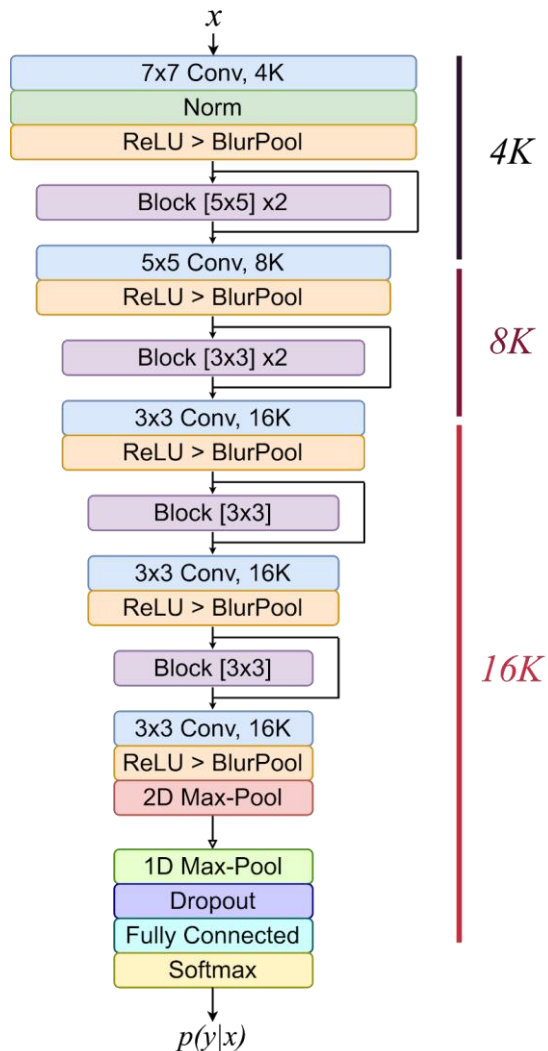 x
7x7 Conv, 4K
Norm
ReLU > BlurPool
4K
Block [5x5] x2
5x5 Conv, 8K
ReLU > BlurPool
8K
Block [3x3] x2
3x3 Conv, 16K
ReLU > BlurPool
Block [3x3]
3x3 Conv, 16K
ReLU > BlurPool
Block [3x3]
16K
3x3 Conv, 16K
ReLU > BlurPool
2D Max-Pool
1D Max-Pool
Dropout
Fully Connected
Softmax
p(y|x)